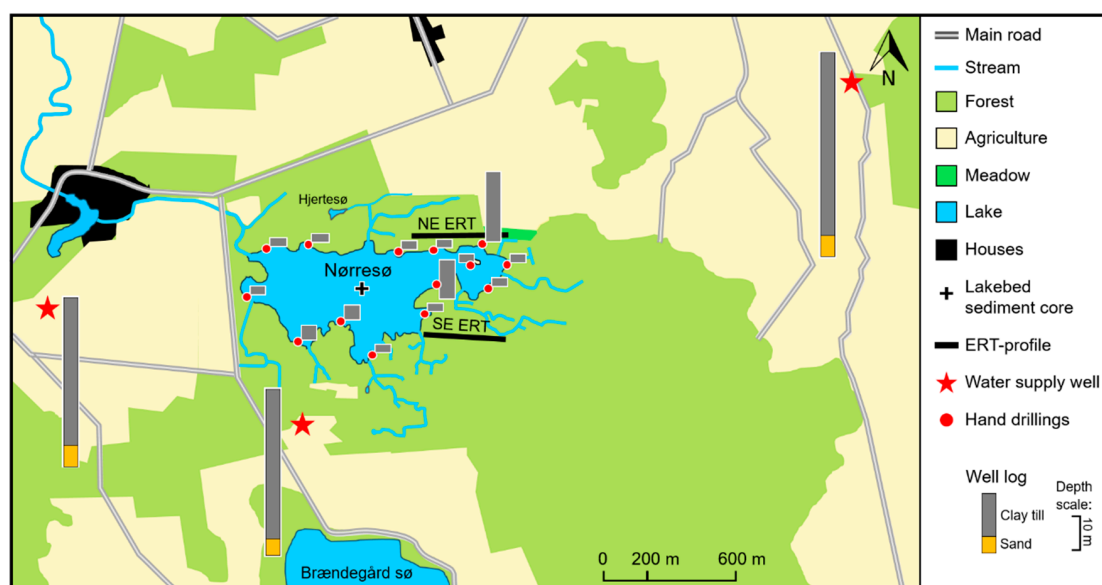 Hjertesø
NE ERT
Nørresø
SE ERT
Brændegård sø
0 200 m 600 m
N
Main road
Stream
Forest
Agriculture
Meadow
Lake
Houses
Lakebed
sediment core
ERT-profile
Water supply well
Hand drillings
Well log
Depth
scale:
Clay till
10 m
Sand